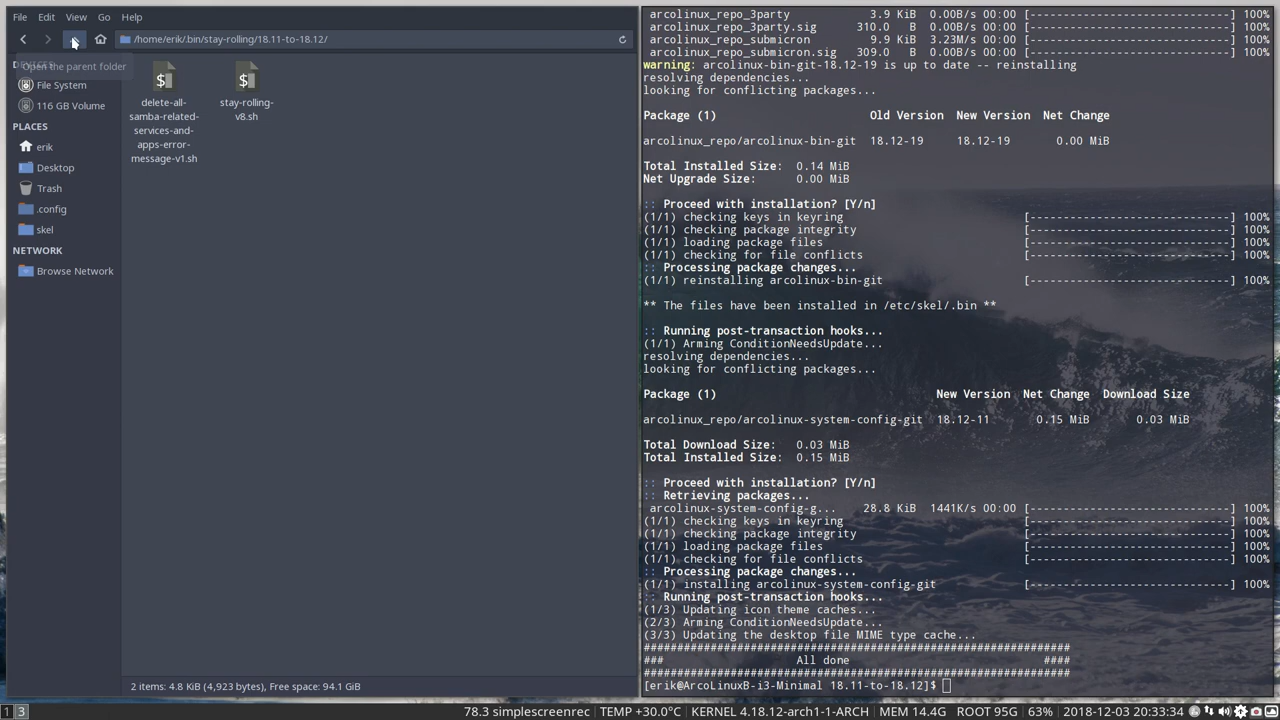 File Edit View Go Help
/home/erik/.bin/stay-rolling/18.11-to-18.12/
Open the parent folder
File System
116 GB Volume
PLACES
erik
Desktop
Trash
.config
skel
NETWORK
Browse Network
delete-all-
samba-related-
services-and-
apps-error-
message-v1.sh
stay-rolling-
v8.sh
2 items: 4.8 KiB (4,923 bytes), Free space: 94.1 GiB
arcolinux_repo_3party 3.9 KiB 0.00B/s 00:00 [------------------------------] 100%
arcolinux_repo_3party.sig 310.0 B 0.00B/s 00:00 [------------------------------] 100%
arcolinux_repo_submicron 9.9 KiB 3.23M/s 00:00 [------------------------------] 100%
arcolinux_repo_submicron.sig 309.0 B 0.00B/s 00:00 [------------------------------] 100%
warning: arcolinux-bin-git-18.12-19 is up to date -- reinstalling
resolving dependencies...
looking for conflicting packages...
Package (1) Old Version New Version Net Change
arcolinux_repo/arcolinux-bin-git 18.12-19 18.12-19 0.00 MiB
Total Installed Size: 0.14 MiB
Net Upgrade Size: 0.00 MiB
:: Proceed with installation? [Y/n]
(1/1) checking keys in keyring [------------------------------] 100%
(1/1) checking package integrity [------------------------------] 100%
(1/1) loading package files [------------------------------] 100%
(1/1) checking for file conflicts [------------------------------] 100%
:: Processing package changes...
(1/1) reinstalling arcolinux-bin-git [------------------------------] 100%
** The files have been installed in /etc/skel/.bin **
:: Running post-transaction hooks...
(1/1) Arming ConditionNeedsUpdate...
resolving dependencies...
looking for conflicting packages...
Package (1) New Version Net Change Download Size
arcolinux_repo/arcolinux-system-config-git 18.12-11 0.15 MiB 0.03 MiB
Total Download Size: 0.03 MiB
Total Installed Size: 0.15 MiB
:: Proceed with installation? [Y/n]
:: Retrieving packages...
arcolinux-system-config-g... 28.8 KiB 1441K/s 00:00 [------------------------------] 100%
(1/1) checking keys in keyring [------------------------------] 100%
(1/1) checking package integrity [------------------------------] 100%
(1/1) loading package files [------------------------------] 100%
(1/1) checking for file conflicts [------------------------------] 100%
:: Processing package changes...
(1/1) installing arcolinux-system-config-git [------------------------------] 100%
:: Running post-transaction hooks...
(1/3) Updating icon theme caches...
(2/3) Arming ConditionNeedsUpdate...
(3/3) Updating the desktop file MIME type cache...
#################################################################
### All done ####
#################################################################
[erik@ArcoLinuxB-i3-Minimal 18.11-to-18.12]$
1 3 78.3 simplescreenrec TEMP +30.0°C KERNEL 4.18.12-arch1-1-ARCH MEM 14.4G ROOT 95G 63% 2018-12-03 20:33:34